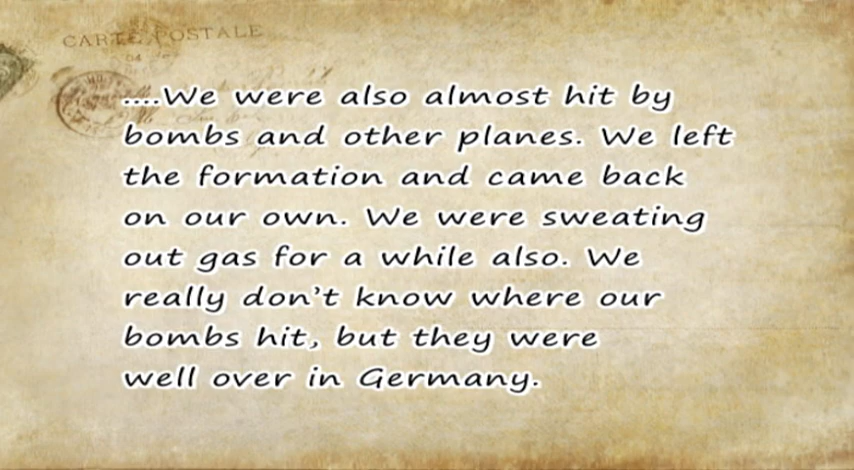 CARTE POSTALE
....We were also almost hit by
bombs and other planes. We left
the formation and came back
on our own. We were sweating
out gas for a while also. We
really don't know where our
bombs hit, but they were
well over in Germany.